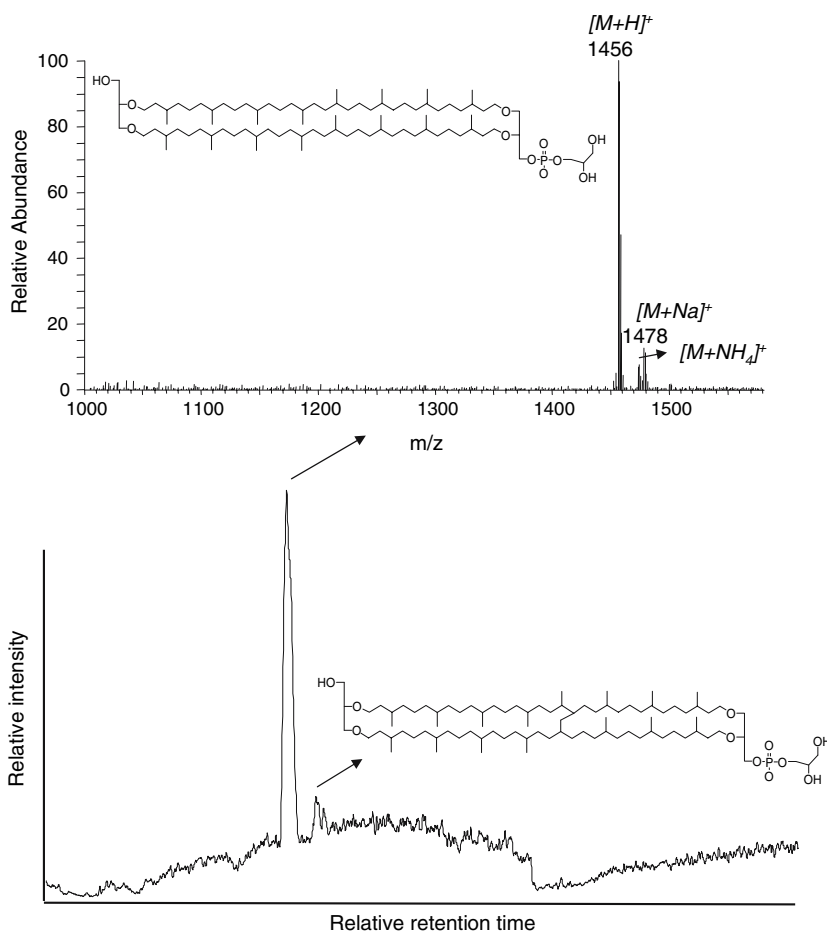 [M+H]+
1456
100
80
60
40
20
0
Relative Abundance
HO
O
O
O
O
O
O P O
O
OH
OH
[M+Na]+
1478
[M+NH4]+
1000 1100 1200 1300 1400 1500
m/z
Relative intensity
HO
O
O
O
O
O
O P O
O
OH
OH
Relative retention time